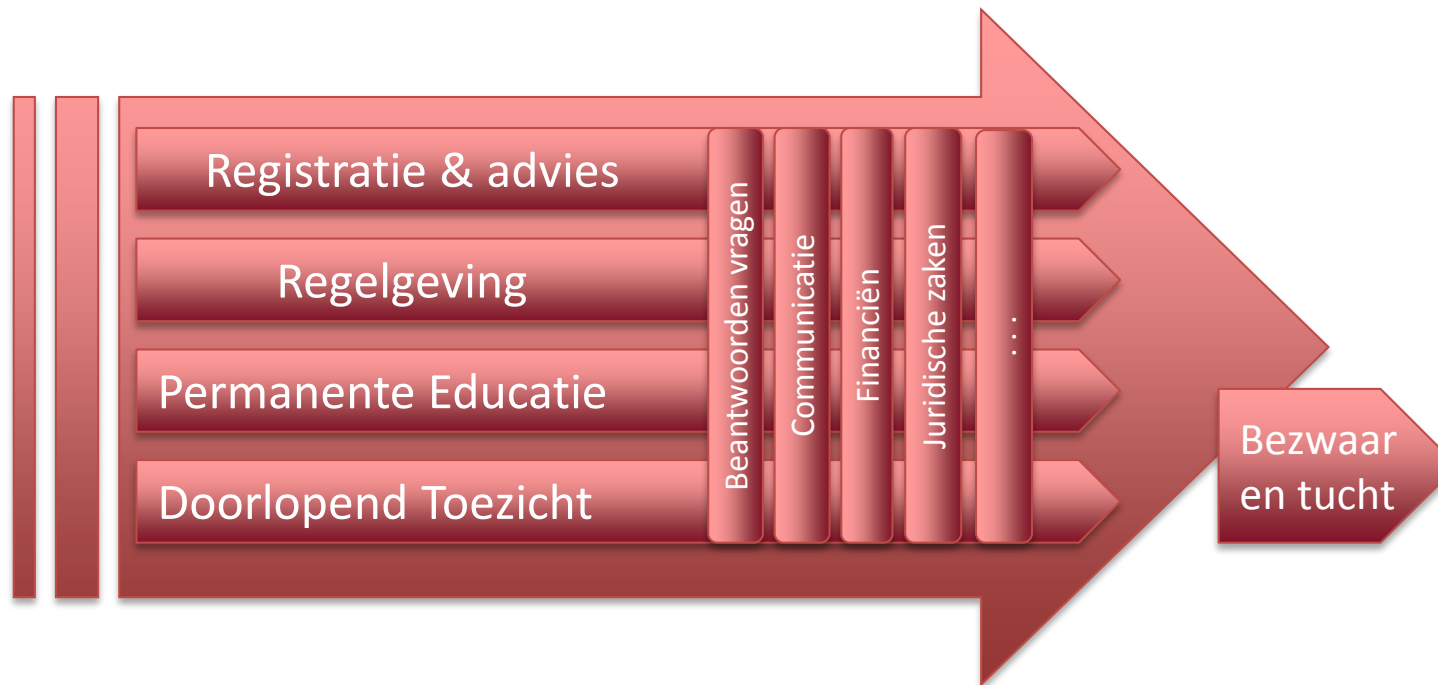 Registratie & advies
Regelgeving
Permanente Educatie
Doorlopend Toezicht
Beantwoorden vragen
Communicatie
Financiën
Juridische zaken
...
Bezwaar
en tucht